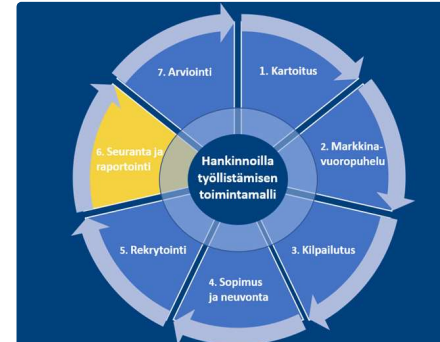 7. Arviointi
1. Kartoitus
6. Seuranta ja
raportointi
2. Markkina-
vuoropuhelu
Hankinnoilla
työllistämisen
toimintamalli
5. Rekrytointi
3. Kilpailutus
4. Sopimus
ja neuvonta